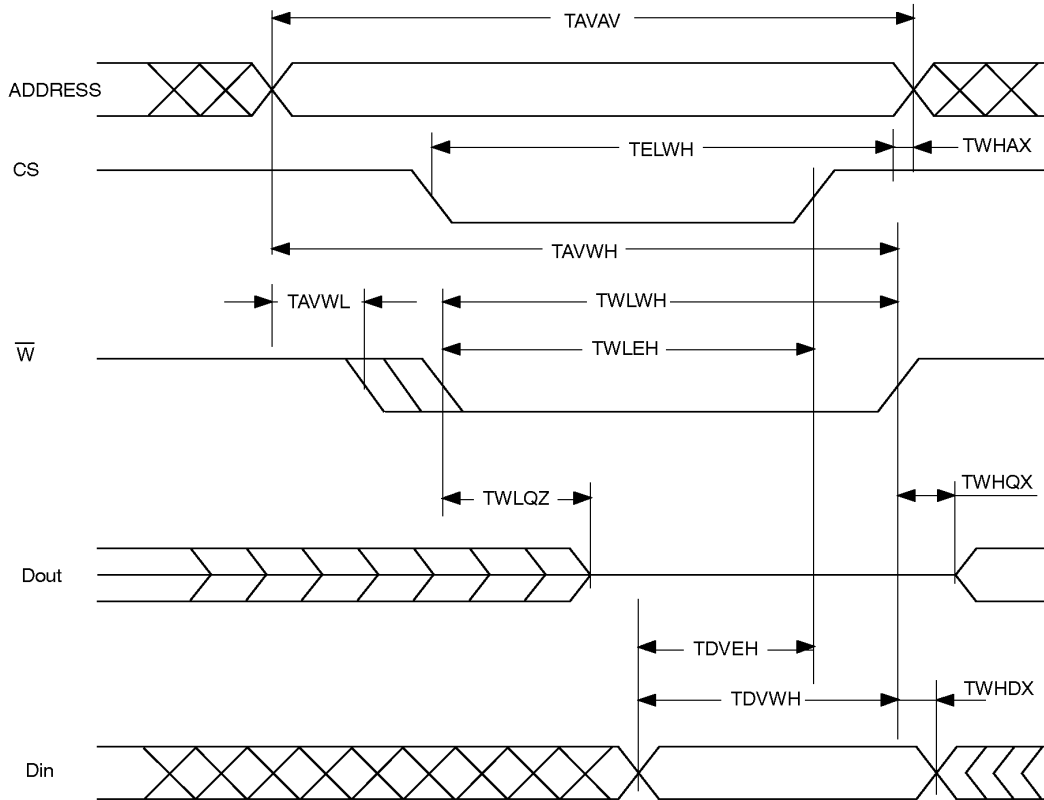 TAVAV
ADDRESS
TELWH
TWHAX
CS
TAVWH
TAVWL
TWLWH
W̅
TWLEH
TWLQZ
TWHQX
Dout
TDVEH
TDVWH
TWHDX
Din